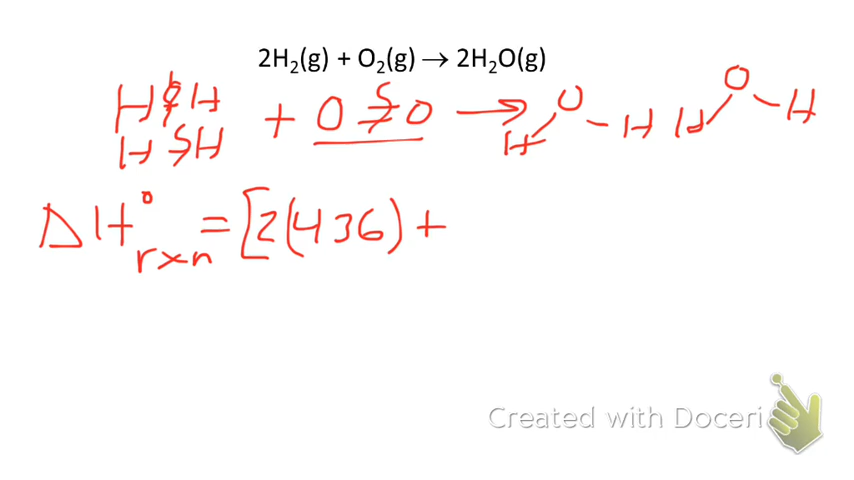 2H₂(g) + O₂(g) → 2H₂O(g)
H H + O O → O H H O H H
H H
ΔH°rxn = [2(436) +
Created with Doceri